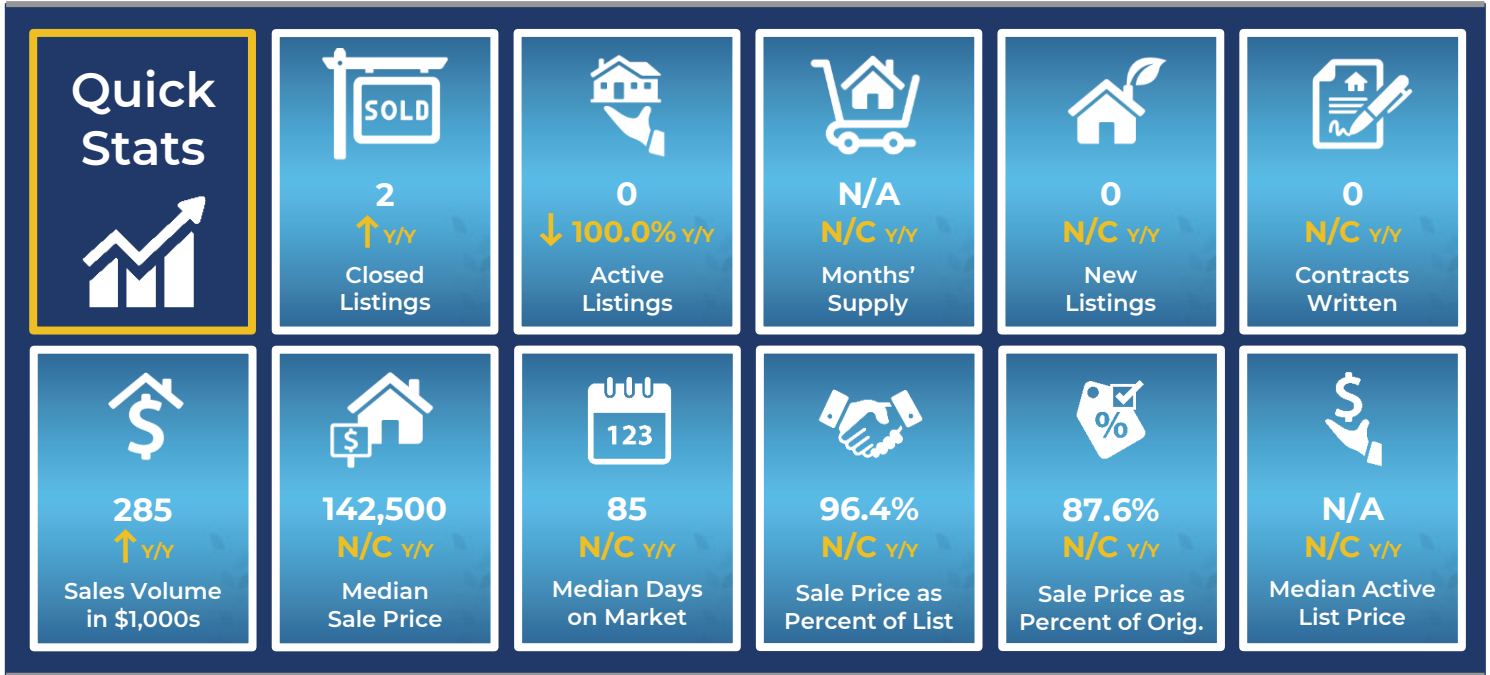 Quick
Stats
SOLD
2
↑ Y/Y
Closed
Listings
0
↓ 100.0% Y/Y
Active
Listings
N/A
N/C Y/Y
Months’
Supply
0
N/C Y/Y
New
Listings
0
N/C Y/Y
Contracts
Written
$
285
↑ Y/Y
Sales Volume
in $1,000s
$
142,500
N/C Y/Y
Median
Sale Price
123
85
N/C Y/Y
Median Days
on Market
96.4%
N/C Y/Y
Sale Price as
Percent of List
%
87.6%
N/C Y/Y
Sale Price as
Percent of Orig.
$
N/A
N/C Y/Y
Median Active
List Price